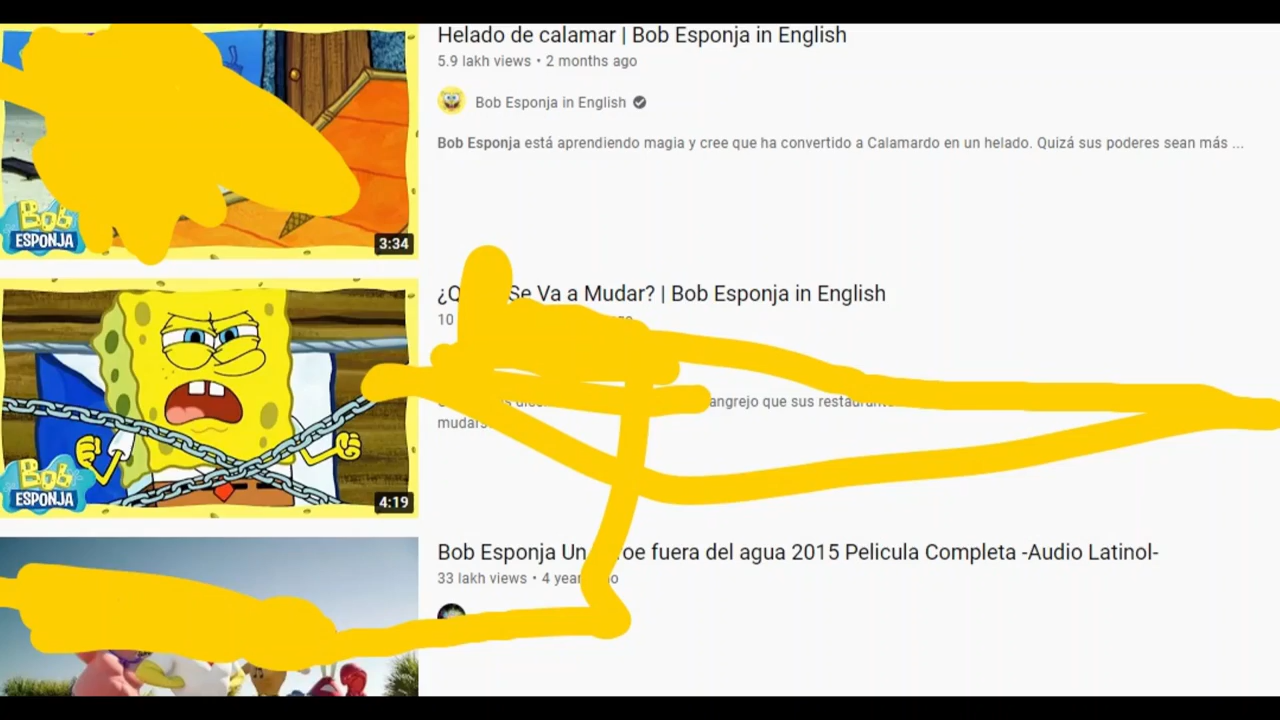 Helado de calamar | Bob Esponja in English
5.9 lakh views • 2 months ago
Bob Esponja in English
Bob Esponja está aprendiendo magia y cree que ha convertido a Calamardo en un helado. Quizá sus poderes sean más ...
Bob
ESPONJA
3:34
Se Va a Mudar? | Bob Esponja in English
10
angrejo que sus
Bob
ESPONJA
4:19
Bob Esponja Un fuera del agua 2015 Pelicula Completa -Audio Latinol-
33 lakh views • 4